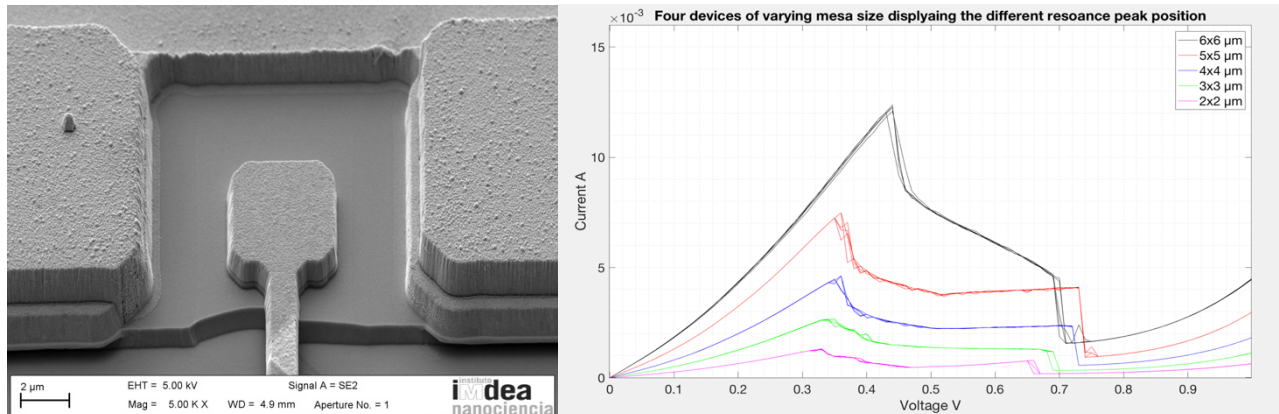 2 µm
EHT = 5.00 kV
Signal A = SE2
Mag = 5.00 K X
WD = 4.9 mm
Aperture No. = 1
instituto
iMdea
nanociencia
Four devices of varying mesa size displyaing the different resoance peak position
×10⁻³
15
10
5
0
Current A
6x6 µm
5x5 µm
4x4 µm
3x3 µm
2x2 µm
0 0.1 0.2 0.3 0.4 0.5 0.6 0.7 0.8 0.9
Voltage V